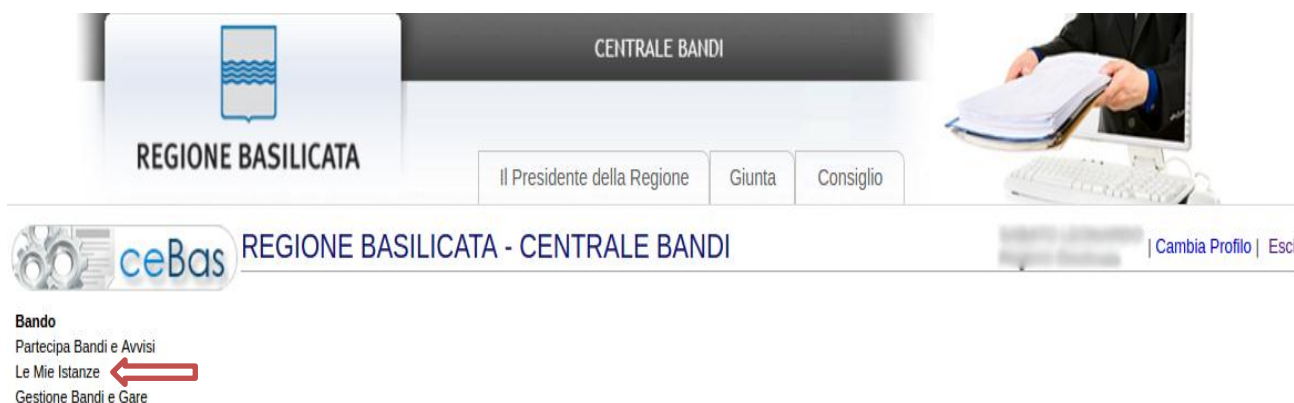 CENTRALE BANDI
REGIONE BASILICATA
Il Presidente della Regione Giunta Consiglio
ceBas REGIONE BASILICATA - CENTRALE BANDI | Cambia Profilo | Esci
Bando
Partecipa Bandi e Avvisi
Le Mie Istanze
Gestione Bandi e Gare